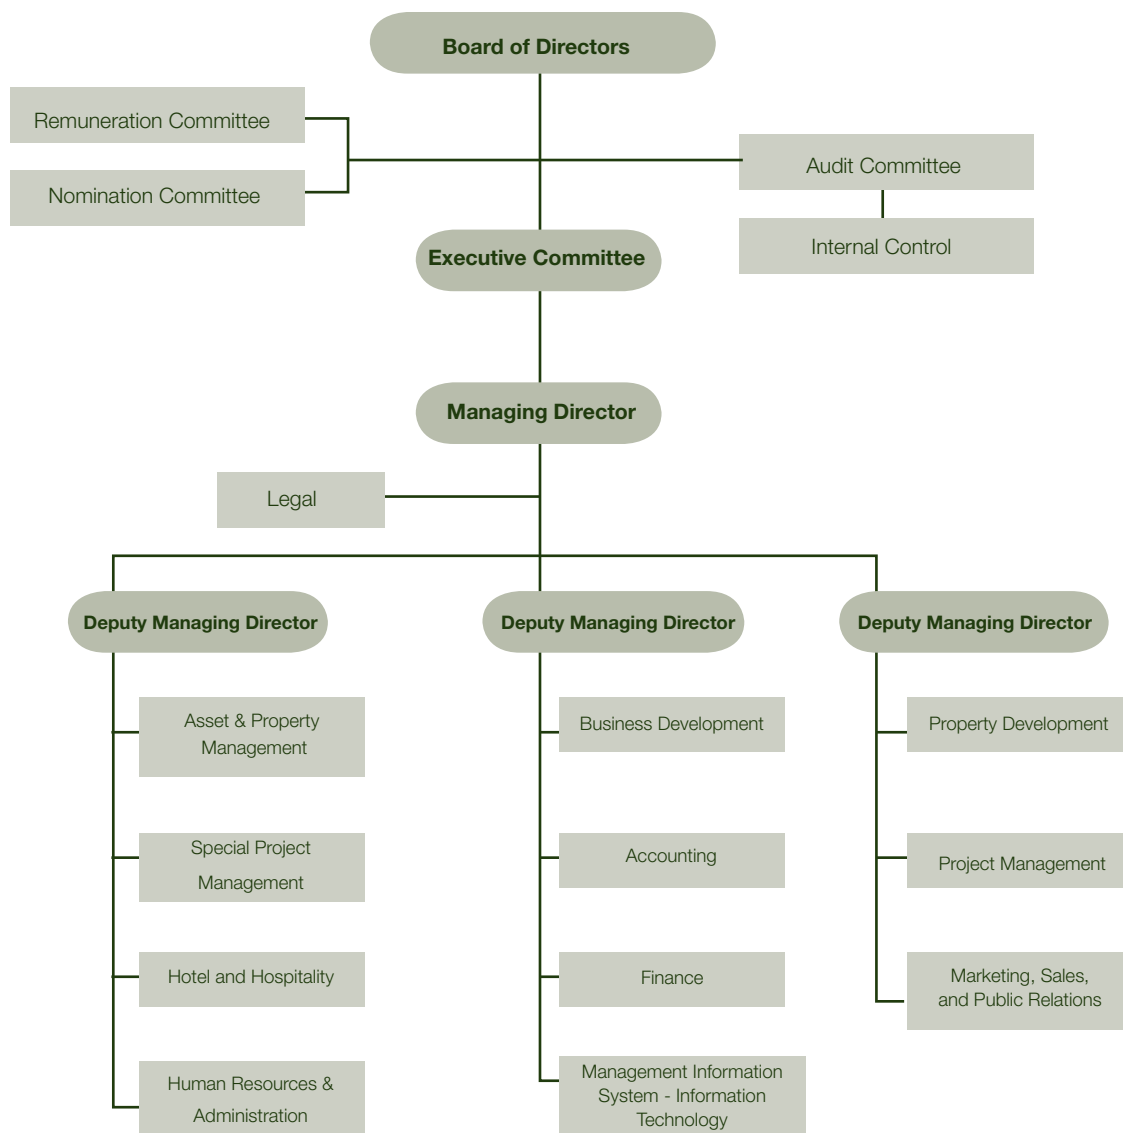 Board of Directors
Remuneration Committee
Nomination Committee
Audit Committee
Internal Control
Executive Committee
Managing Director
Legal
Deputy Managing Director
Asset & Property
Management
Special Project
Management
Hotel and Hospitality
Human Resources &
Administration
Deputy Managing Director
Business Development
Accounting
Finance
Management Information
System - Information
Technology
Deputy Managing Director
Property Development
Project Management
Marketing, Sales,
and Public Relations